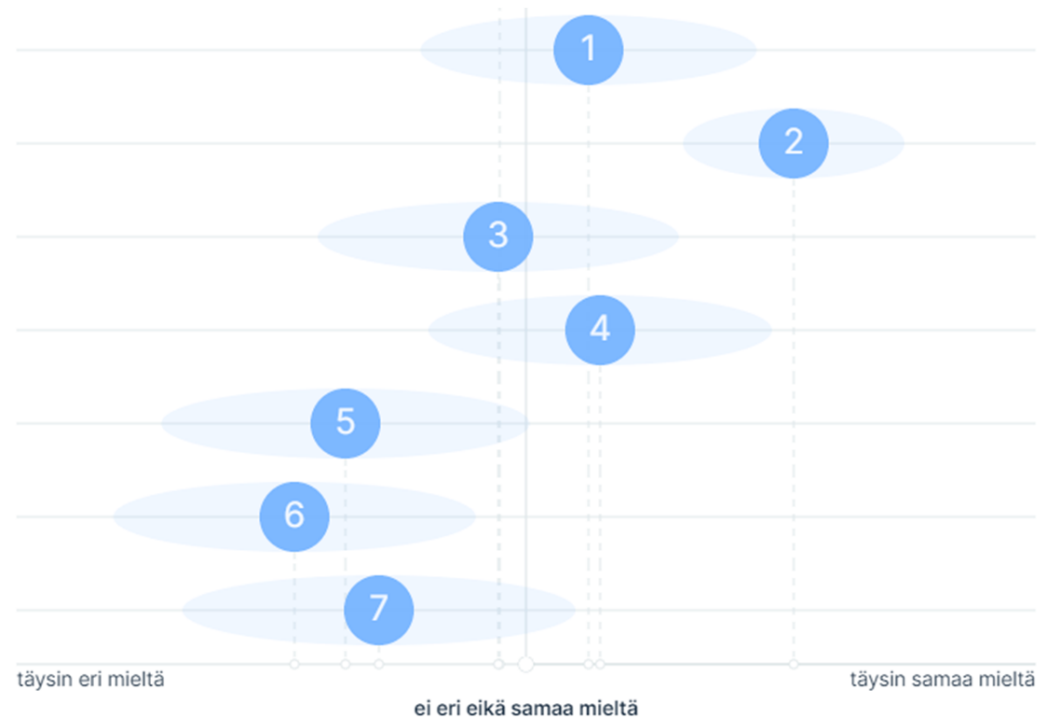 1
2
3
4
5
6
7
täysin eri mieltä
täysin samaa mieltä
ei eri eikä samaa mieltä